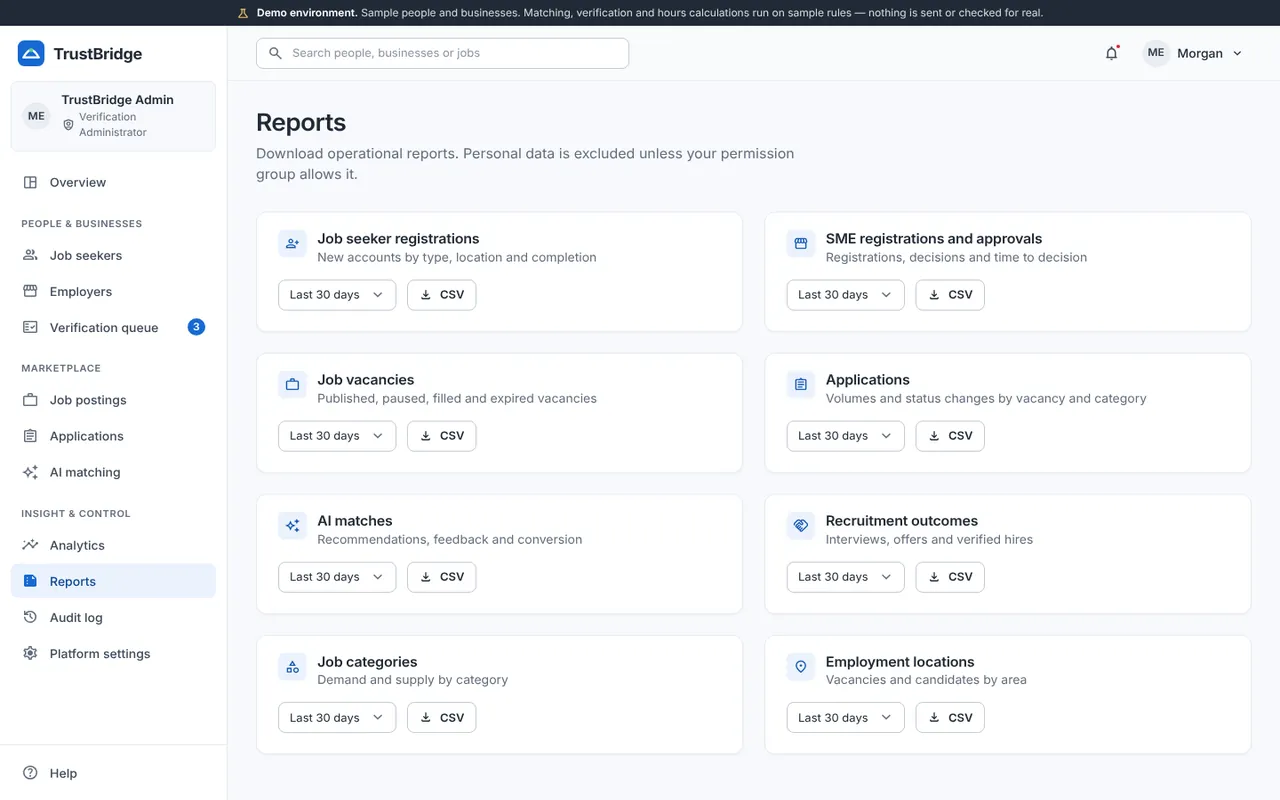 Demo environment. Sample people and businesses. Matching, verification and hours calculations run on sample rules — nothing is sent or checked for real.
TrustBridge
Search people, businesses or jobs
ME
Morgan
ME
TrustBridge Admin
Verification
Administrator
Overview
PEOPLE & BUSINESSES
Job seekers
Employers
Verification queue
3
MARKETPLACE
Job postings
Applications
AI matching
INSIGHT & CONTROL
Analytics
Reports
Audit log
Platform settings
Help
Reports
Download operational reports. Personal data is excluded unless your permission
group allows it.
Job seeker registrations
New accounts by type, location and completion
Last 30 days
CSV
SME registrations and approvals
Registrations, decisions and time to decision
Last 30 days
CSV
Job vacancies
Published, paused, filled and expired vacancies
Last 30 days
CSV
Applications
Volumes and status changes by vacancy and category
Last 30 days
CSV
AI matches
Recommendations, feedback and conversion
Last 30 days
CSV
Recruitment outcomes
Interviews, offers and verified hires
Last 30 days
CSV
Job categories
Demand and supply by category
Last 30 days
CSV
Employment locations
Vacancies and candidates by area
Last 30 days
CSV